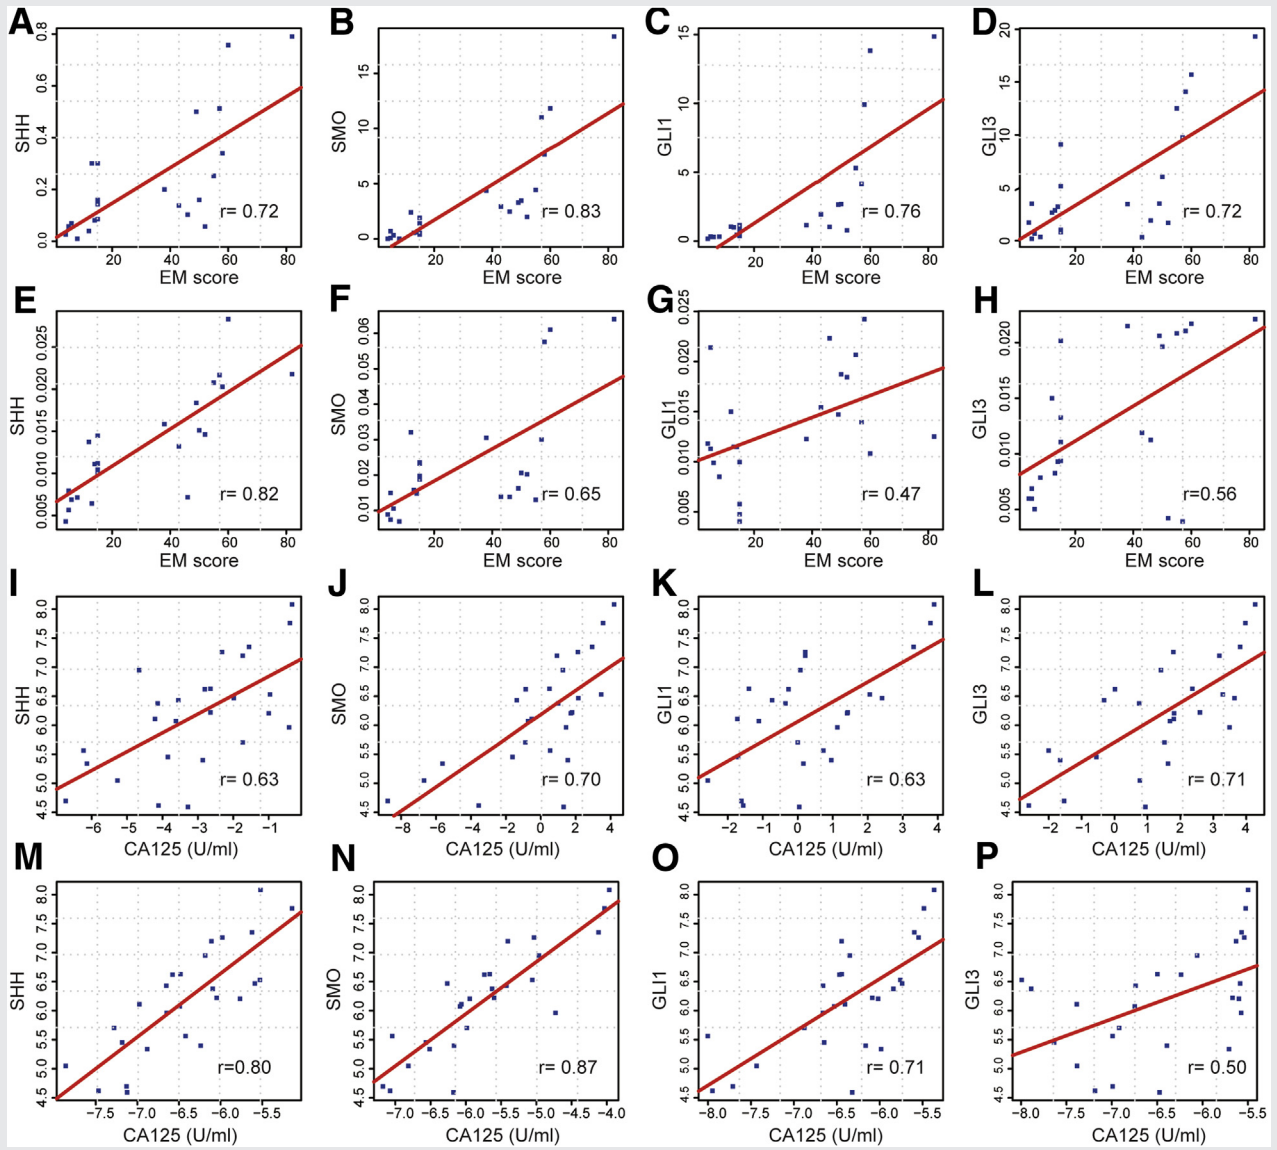 A B C D
SHH 0.0 0.2 0.4 0.6 0.8 r= 0.72 20 40 60 80 EM score
SMO 0 5 10 15 r= 0.83 20 40 60 80 EM score
GLI1 0 5 10 15 r= 0.76 20 40 60 80 EM score
GLI3 0 5 10 15 20 r= 0.72 20 40 60 80 EM score
E F G H
SHH 0.005 0.010 0.015 0.020 0.025 r= 0.82 20 40 60 80 EM score
SMO 0.01 0.02 0.03 0.04 0.05 0.06 r= 0.65 20 40 60 80 EM score
GLI1 0.005 0.010 0.015 0.020 0.025 r= 0.47 20 40 60 80 EM score
GLI3 0.005 0.010 0.015 0.020 r=0.56 20 40 60 80 EM score
I J K L
SHH 4.5 5.0 5.5 6.0 6.5 7.0 7.5 8.0 r= 0.63 −6 −5 −4 −3 −2 −1 CA125 (U/ml)
SMO 4.5 5.0 5.5 6.0 6.5 7.0 7.5 8.0 r= 0.70 −8 −6 −4 −2 0 2 4 CA125 (U/ml)
GLI1 4.5 5.0 5.5 6.0 6.5 7.0 7.5 8.0 r= 0.63 −2 −1 0 1 2 3 4 CA125 (U/ml)
GLI3 4.5 5.0 5.5 6.0 6.5 7.0 7.5 8.0 r= 0.71 −2 −1 0 1 2 3 4 CA125 (U/ml)
M N O P
SHH 4.5 5.0 5.5 6.0 6.5 7.0 7.5 8.0 r=0.80 −7.5 −7.0 −6.5 −6.0 −5.5 CA125 (U/ml)
SMO 4.5 5.0 5.5 6.0 6.5 7.0 7.5 8.0 r= 0.87 −7.0 −6.5 −6.0 −5.5 −5.0 −4.5 −4.0 CA125 (U/ml)
GLI1 4.5 5.0 5.5 6.0 6.5 7.0 7.5 8.0 r= 0.71 −8.0 −7.5 −7.0 −6.5 −6.0 −5.5 CA125 (U/ml)
GLI3 4.5 5.0 5.5 6.0 6.5 7.0 7.5 8.0 r= 0.50 −8.0 −7.5 −7.0 −6.5 −6.0 −5.5 CA125 (U/ml)